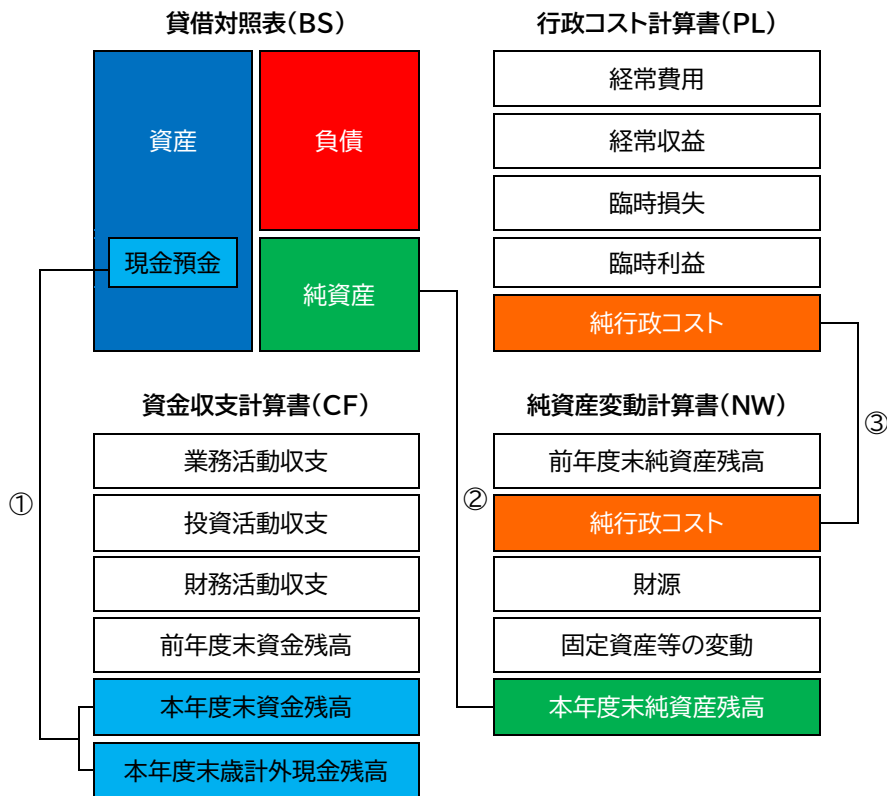 貸借対照表(BS)
資産
負債
現金預金
純資産
行政コスト計算書(PL)
経常費用
経常収益
臨時損失
臨時利益
純行政コスト
資金収支計算書(CF)
業務活動収支
投資活動収支
財務活動収支
前年度末資金残高
本年度末資金残高
本年度末歳計外現金残高
純資産変動計算書(NW)
前年度末純資産残高
純行政コスト
財源
固定資産等の変動
本年度末純資産残高
①
②
③